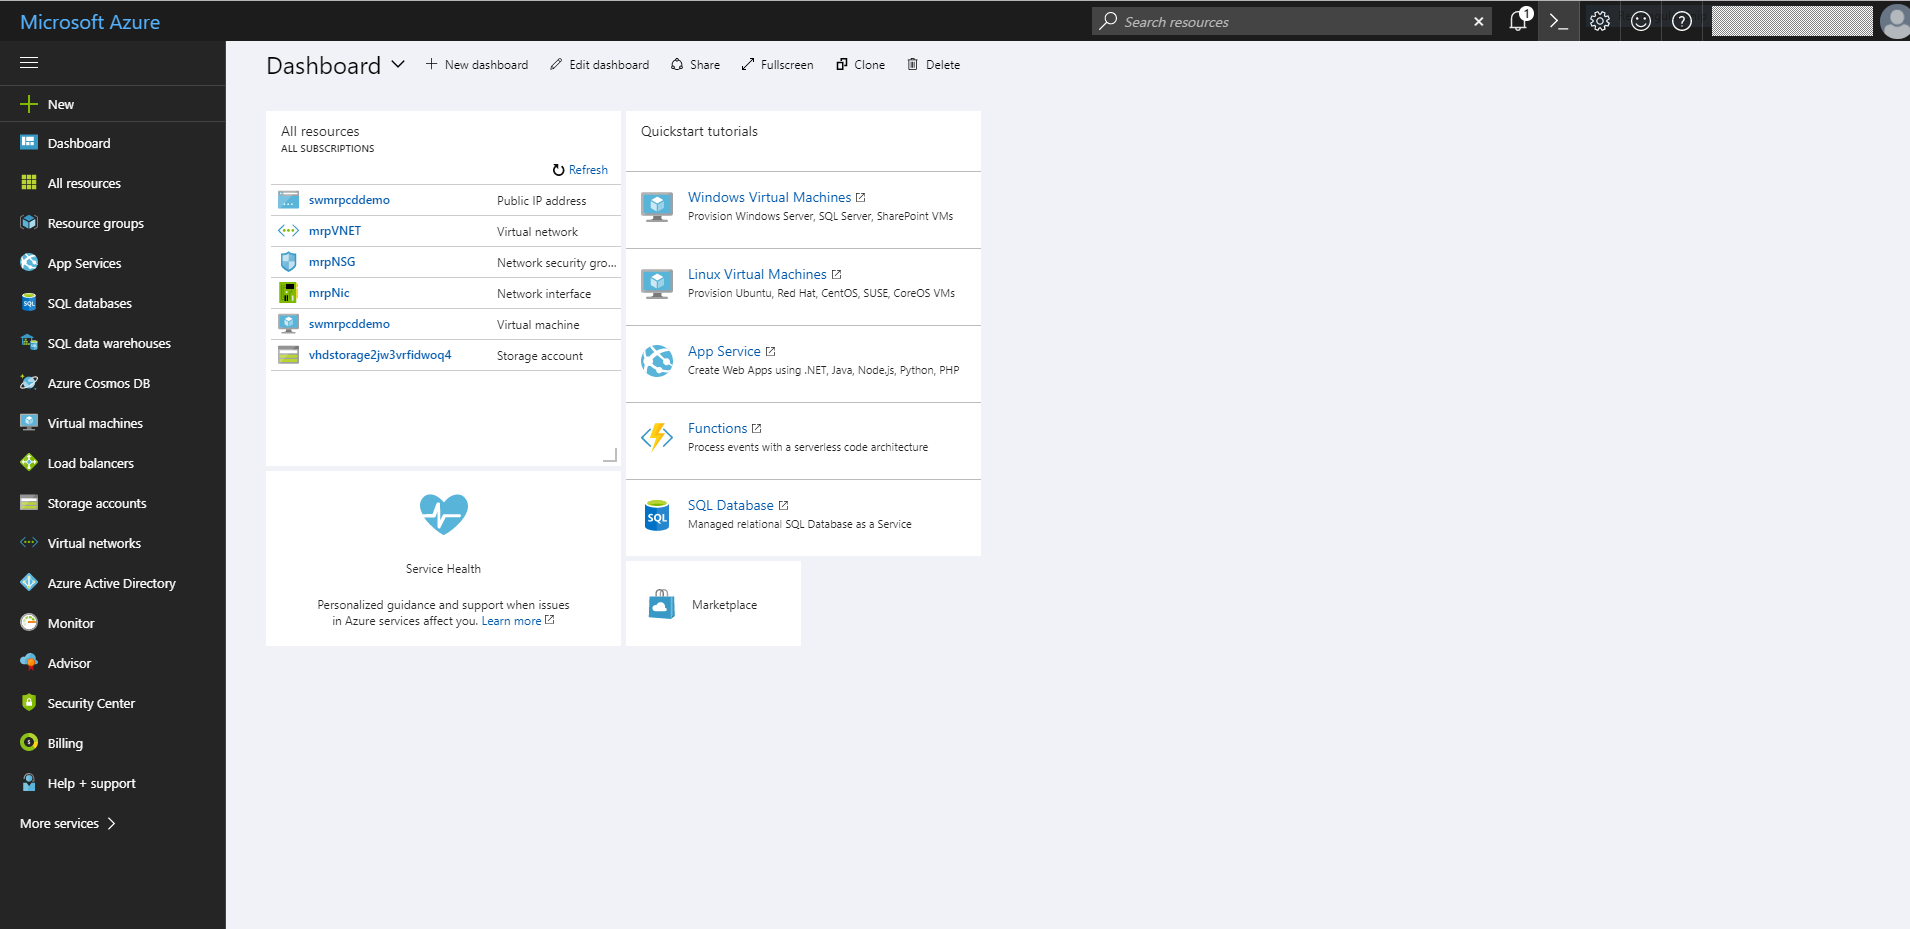 Microsoft Azure
Search resources
1
New
Dashboard
All resources
Resource groups
App Services
SQL databases
SQL data warehouses
Azure Cosmos DB
Virtual machines
Load balancers
Storage accounts
Virtual networks
Azure Active Directory
Monitor
Advisor
Security Center
Billing
Help + support
More services
Dashboard
New dashboard
Edit dashboard
Share
Fullscreen
Clone
Delete
All resources
ALL SUBSCRIPTIONS
Refresh
swmrpcddemo Public IP address
mrpVNET Virtual network
mrpNSG Network security gro...
mrpNic Network interface
swmrpcddemo Virtual machine
vhdstorage2jw3vrfidwoq4 Storage account
Service Health
Personalized guidance and support when issues
in Azure services affect you. Learn more
Quickstart tutorials
Windows Virtual Machines
Provision Windows Server, SQL Server, SharePoint VMs
Linux Virtual Machines
Provision Ubuntu, Red Hat, CentOS, SUSE, CoreOS VMs
App Service
Create Web Apps using .NET, Java, Node.js, Python, PHP
Functions
Process events with a serverless code architecture
SQL
SQL Database
Managed relational SQL Database as a Service
Marketplace